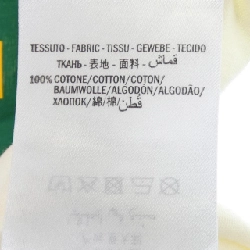 TESSUTO - FABRIC - TISSU - GEWEBE - TECIDO
ТКАНЬ - 表地 - 面料 - قماش
100% COTONE/COTTON/COTON/
BAUMWOLLE/ALGODÓN/ALGODÃO/
ХЛОПОК/綿/棉/قطن